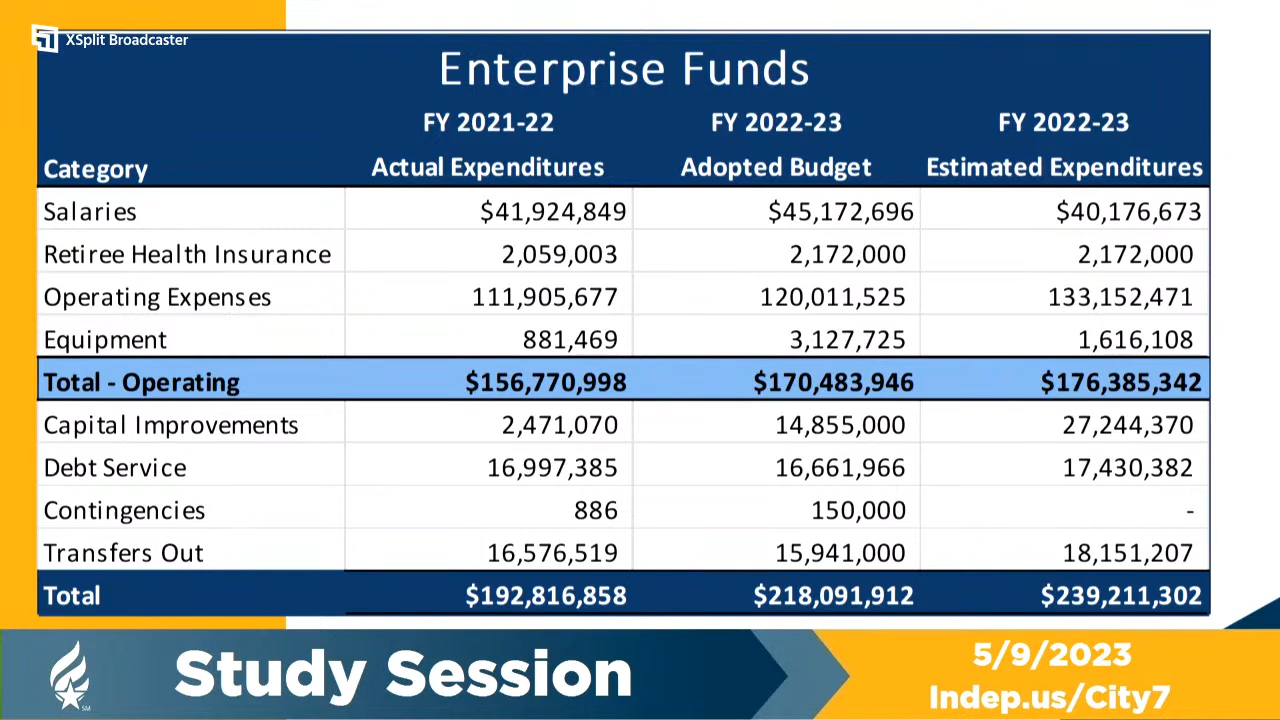 XSplit Broadcaster
Enterprise Funds
FY 2021-22 FY 2022-23 FY 2022-23
Category Actual Expenditures Adopted Budget Estimated Expenditures
Salaries $41,924,849 $45,172,696 $40,176,673
Retiree Health Insurance 2,059,003 2,172,000 2,172,000
Operating Expenses 111,905,677 120,011,525 133,152,471
Equipment 881,469 3,127,725 1,616,108
Total - Operating $156,770,998 $170,483,946 $176,385,342
Capital Improvements 2,471,070 14,855,000 27,244,370
Debt Service 16,997,385 16,661,966 17,430,382
Contingencies 886 150,000 -
Transfers Out 16,576,519 15,941,000 18,151,207
Total $192,816,858 $218,091,912 $239,211,302
Study Session
5/9/2023
Indep.us/City7
SM